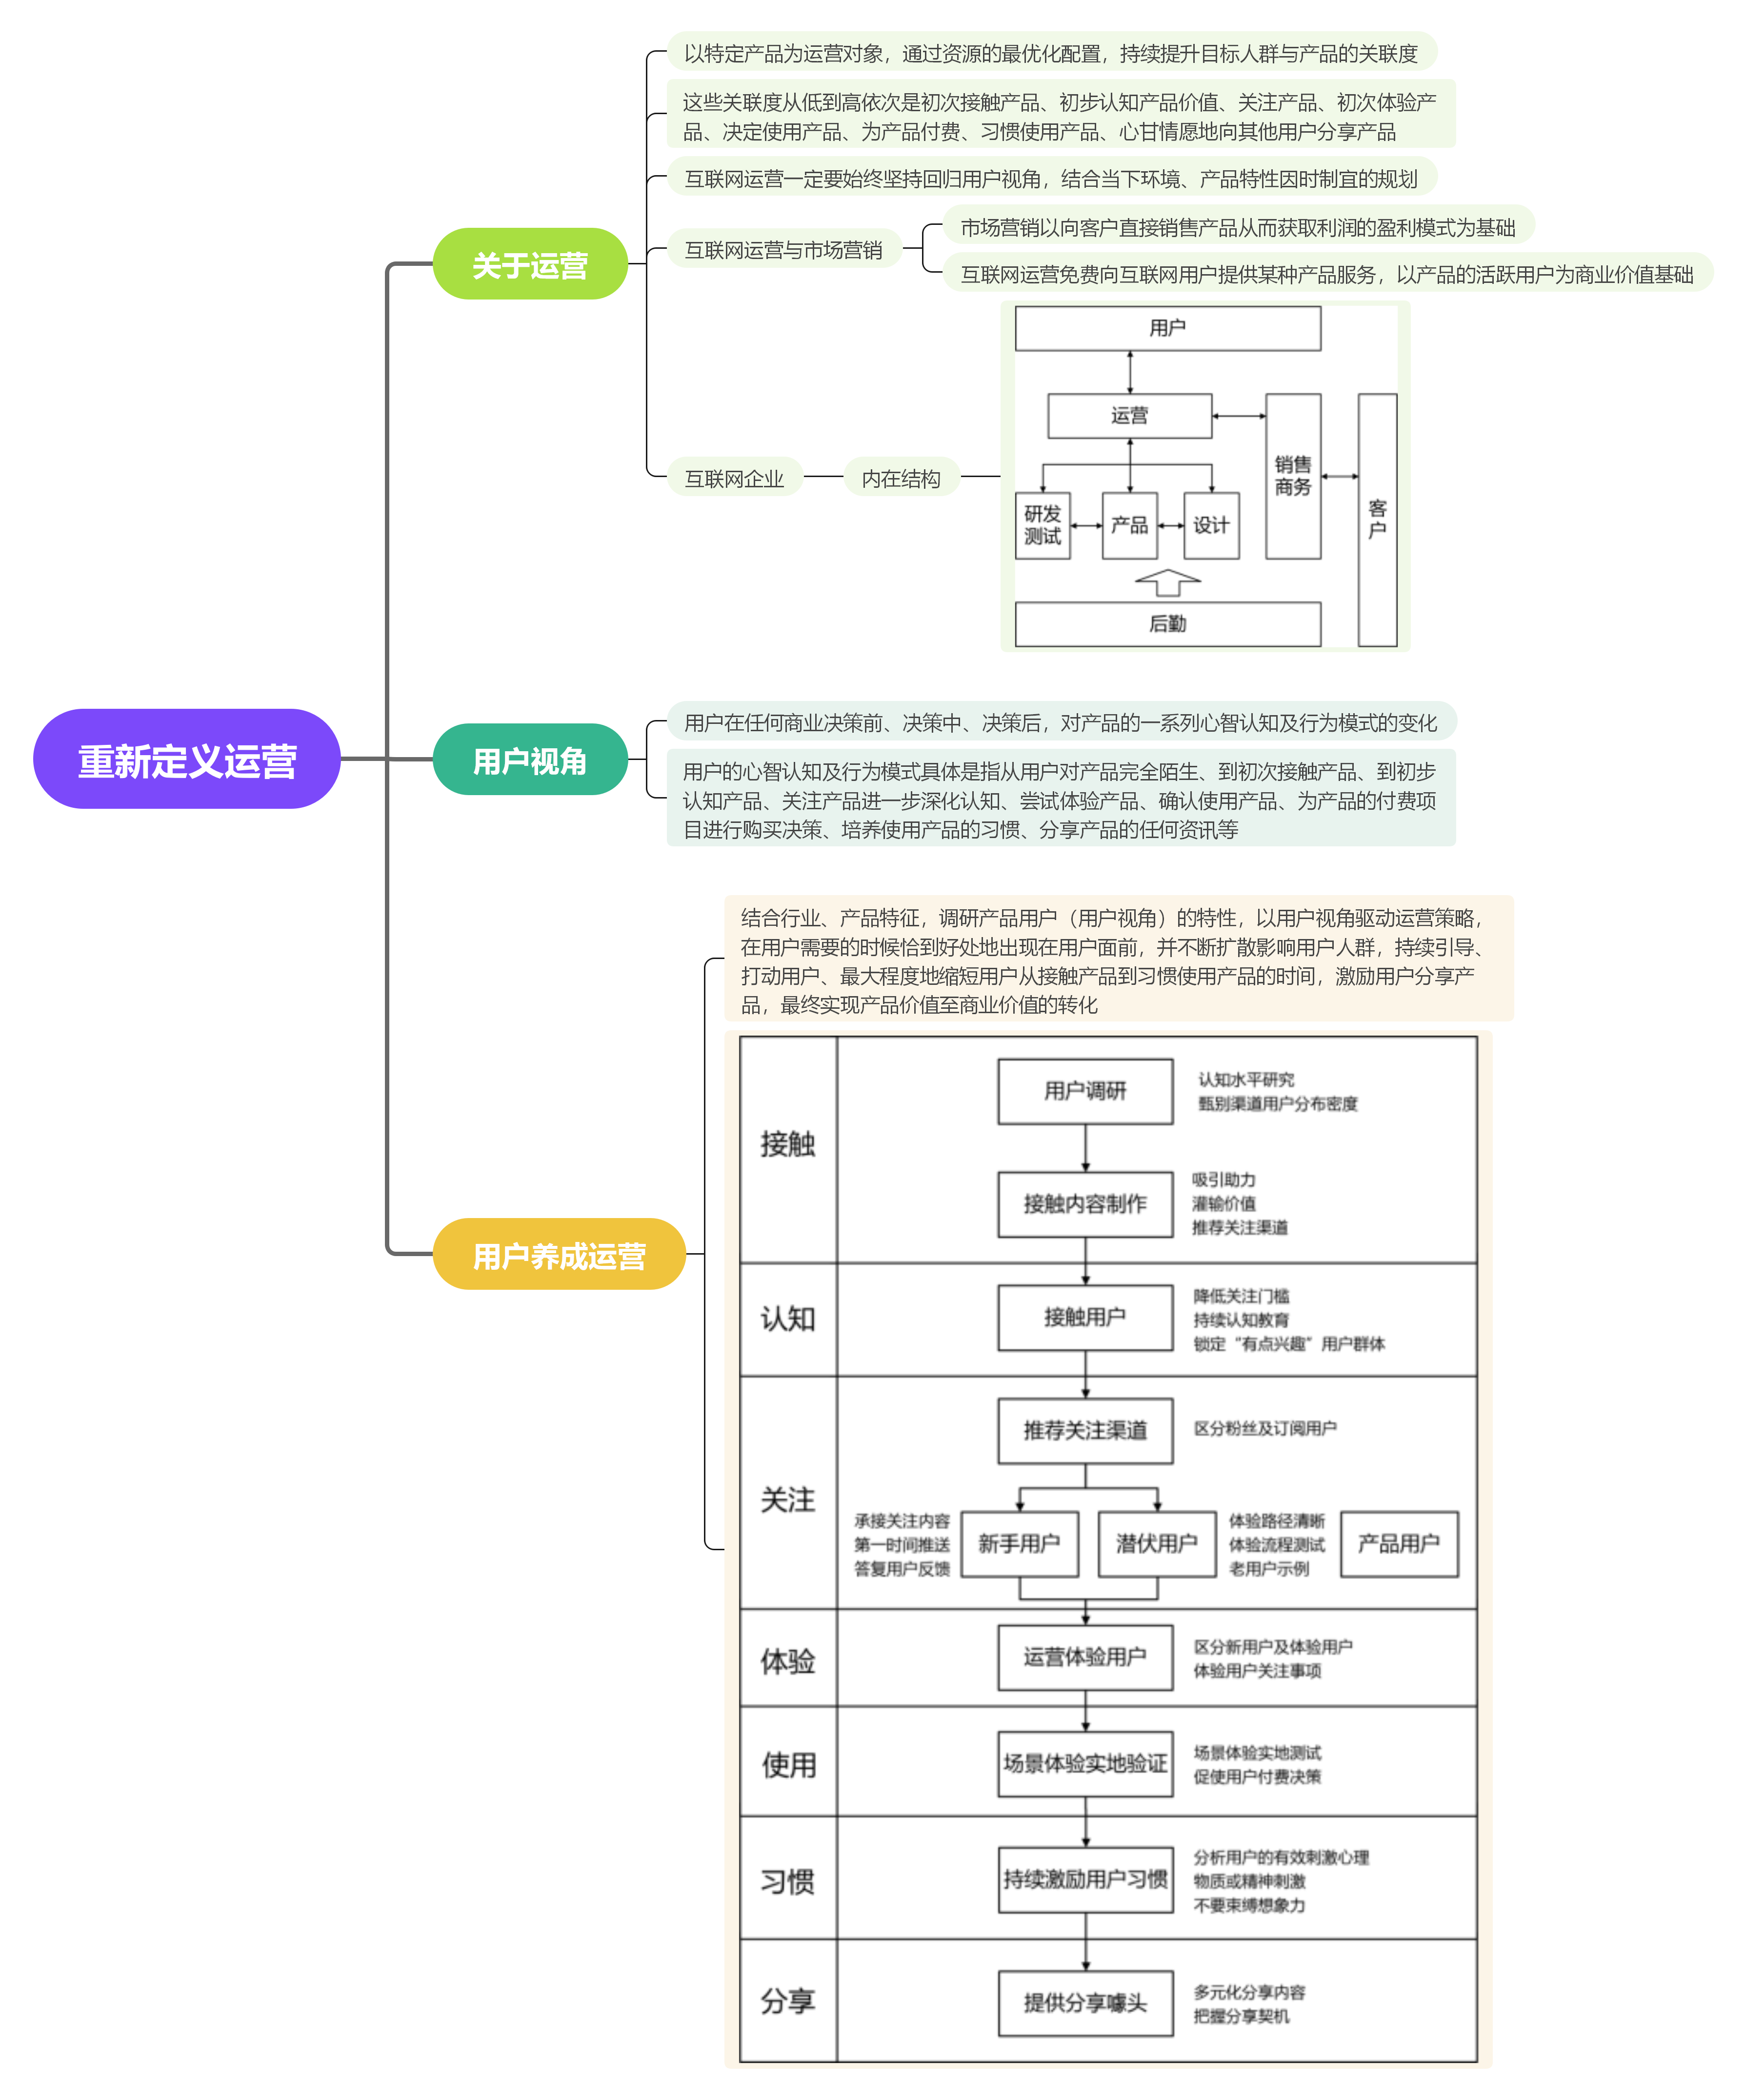 重新定义运营
关于运营
以特定产品为运营对象，通过资源的最优化配置，持续提升目标人群与产品的关联度
这些关联度从低到高依次是初次接触产品、初步认知产品价值、关注产品、初次体验产
品、决定使用产品、为产品付费、习惯使用产品、心甘情愿地向其他用户分享产品
互联网运营一定要始终坚持回归用户视角，结合当下环境、产品特性因时制宜的规划
互联网运营与市场营销
市场营销以向客户直接销售产品从而获取利润的盈利模式为基础
互联网运营免费向互联网用户提供某种产品服务，以产品的活跃用户为商业价值基础
互联网企业
内在结构
用户
运营
销售
商务
客
户
研发
测试
产品
设计
后勤
用户视角
用户在任何商业决策前、决策中、决策后，对产品的一系列心智认知及行为模式的变化
用户的心智认知及行为模式具体是指从用户对产品完全陌生、到初次接触产品、到初步
认知产品、关注产品进一步深化认知、尝试体验产品、确认使用产品、为产品的付费项
目进行购买决策、培养使用产品的习惯、分享产品的任何资讯等
用户养成运营
结合行业、产品特征，调研产品用户（用户视角）的特性，以用户视角驱动运营策略，
在用户需要的时候恰到好处地出现在用户面前，并不断扩散影响用户人群，持续引导、
打动用户、最大程度地缩短用户从接触产品到习惯使用产品的时间，激励用户分享产
品，最终实现产品价值至商业价值的转化
接触
用户调研
认知水平研究
甄别渠道用户分布密度
接触内容制作
吸引助力
灌输价值
推荐关注渠道
认知
接触用户
降低关注门槛
持续认知教育
锁定“有点兴趣”用户群体
关注
推荐关注渠道
区分粉丝及订阅用户
承接关注内容
第一时间推送
答复用户反馈
新手用户
潜伏用户
体验路径清晰
体验流程测试
老用户示例
产品用户
体验
运营体验用户
区分新用户及体验用户
体验用户关注事项
使用
场景体验实地验证
场景体验实地测试
促使用户付费决策
习惯
持续激励用户习惯
分析用户的有效刺激心理
物质或精神刺激
不要束缚想象力
分享
提供分享噱头
多元化分享内容
把握分享契机